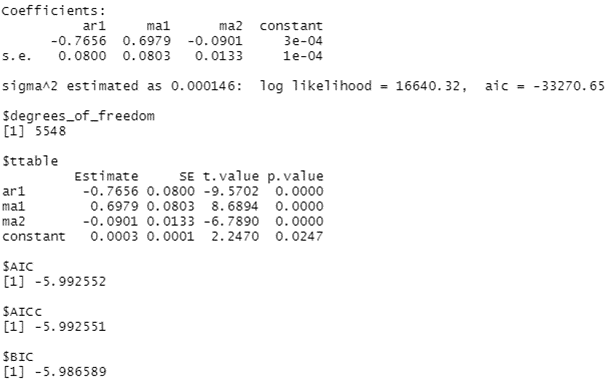 Coefficients:
ar1 ma1 ma2 constant
-0.7656 0.6979 -0.0901 3e-04
s.e. 0.0800 0.0803 0.0133 1e-04
sigma^2 estimated as 0.000146: log likelihood = 16640.32, aic = -33270.65
$degrees_of_freedom
[1] 5548
$ttable
Estimate SE t.value p.value
ar1 -0.7656 0.0800 -9.5702 0.0000
ma1 0.6979 0.0803 8.6894 0.0000
ma2 -0.0901 0.0133 -6.7890 0.0000
constant 0.0003 0.0001 2.2470 0.0247
$AIC
[1] -5.992552
$AICc
[1] -5.992551
$BIC
[1] -5.986589